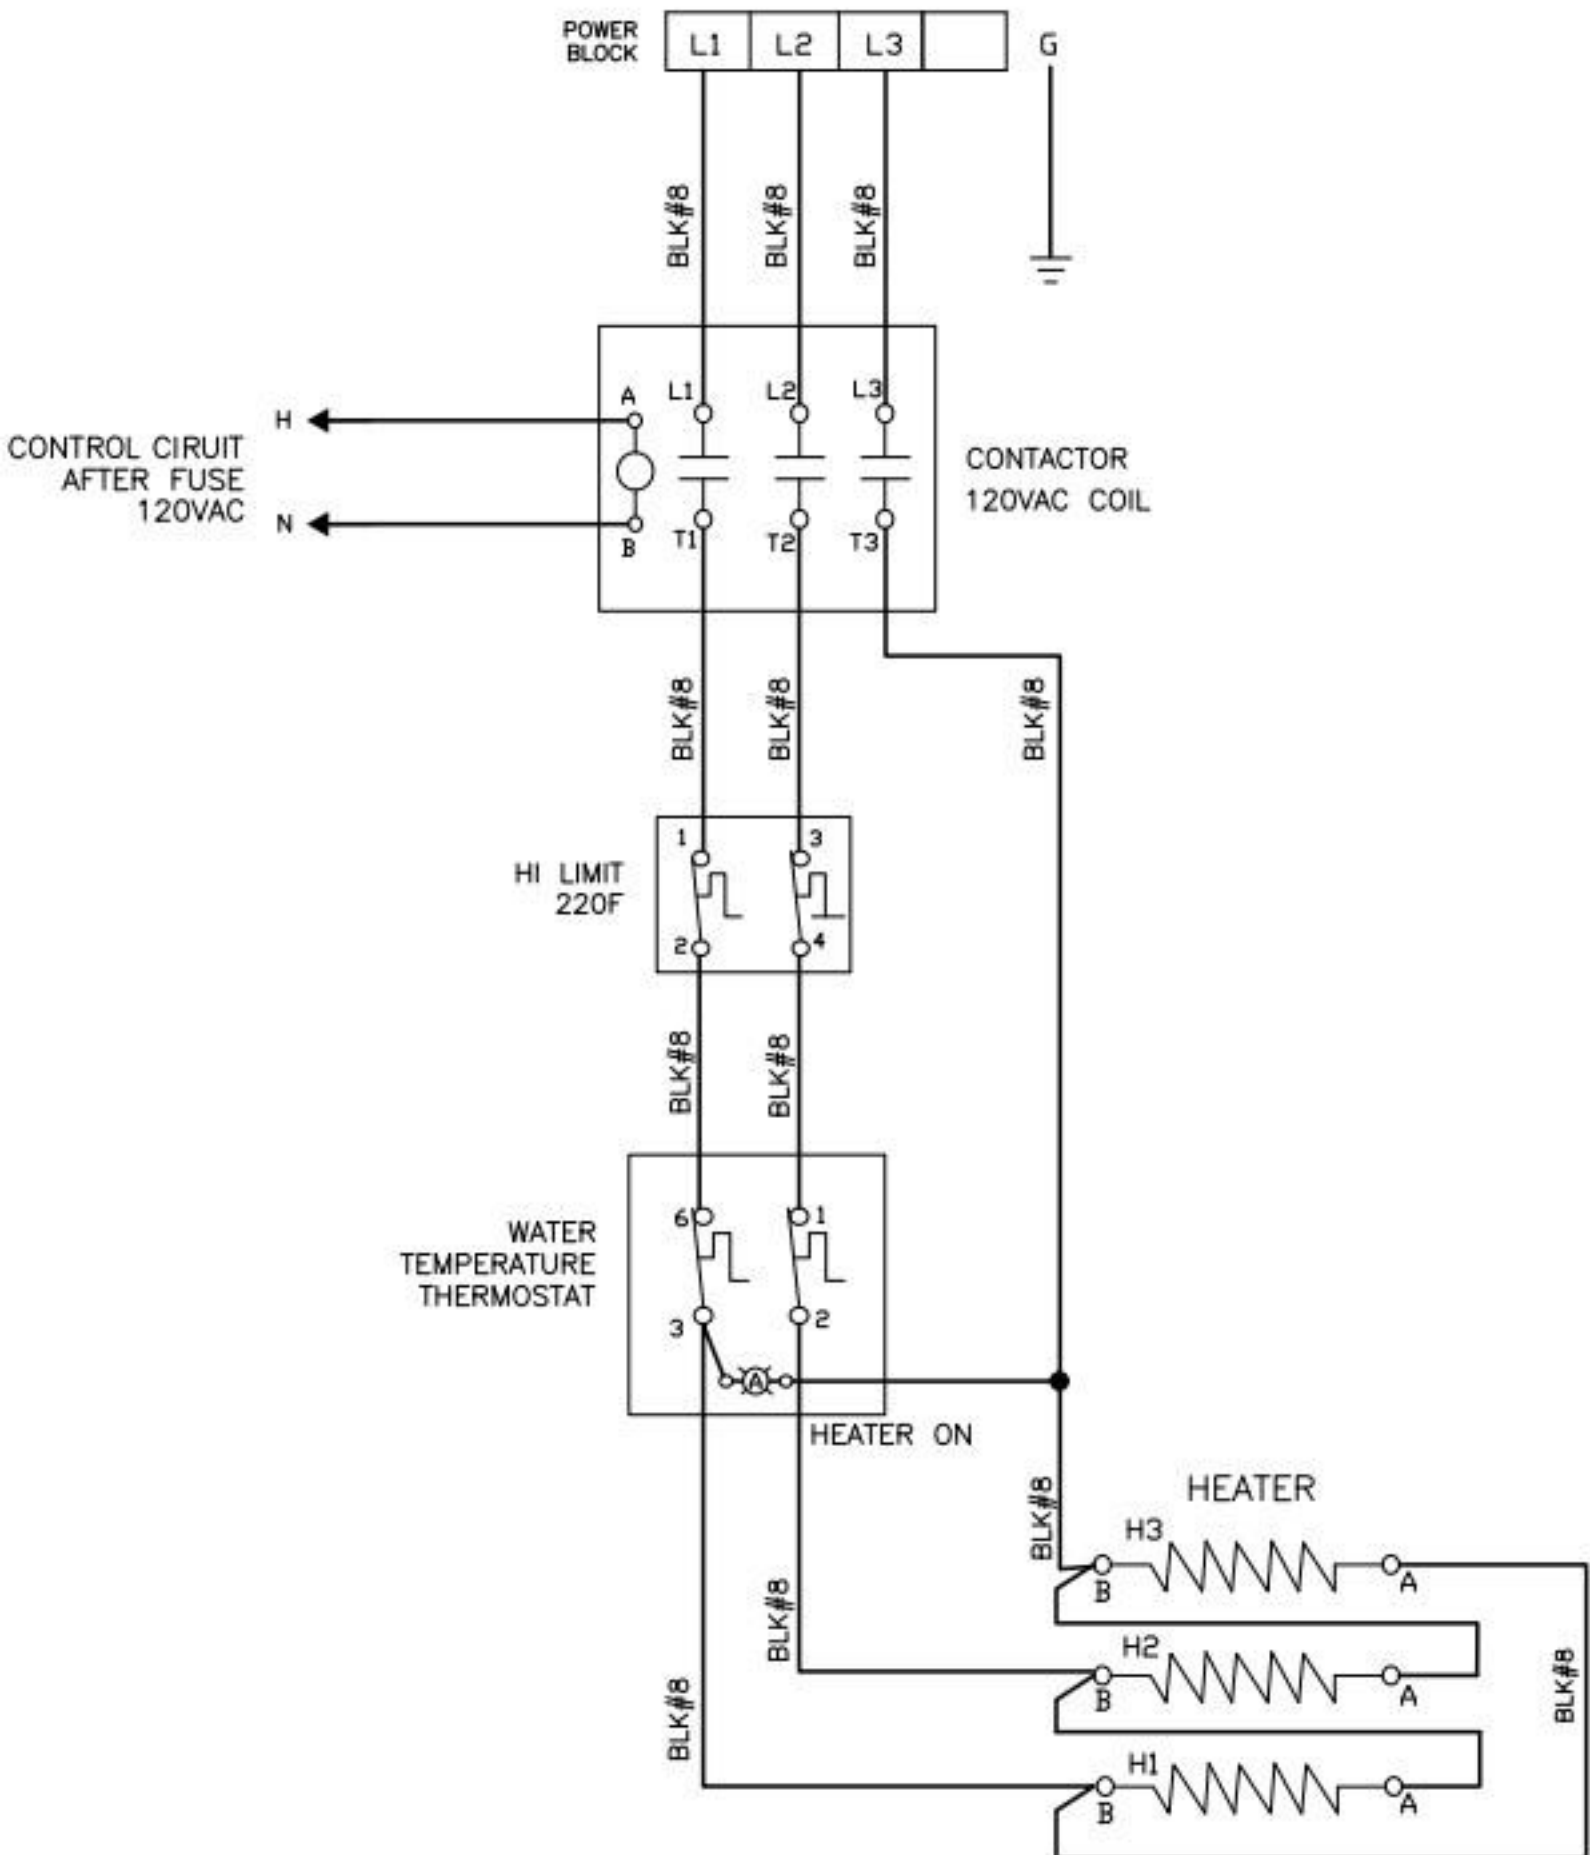 POWER
BLOCK
L1 L2 L3 G
BLK#8 BLK#8 BLK#8
A L1 L2 L3
H
CONTROL CIRUIT
AFTER FUSE
120VAC
N
CONTACTOR
120VAC COIL
B T1 T2 T3
BLK#8 BLK#8 BLK#8
1 3
HI LIMIT
220F
2 4
BLK#8 BLK#8
6 1
WATER
TEMPERATURE
THERMOSTAT
3 2
A
HEATER ON
HEATER
BLK#8
H3
B A
BLK#8
H2
B A
BLK#8
BLK#8
H1
B A